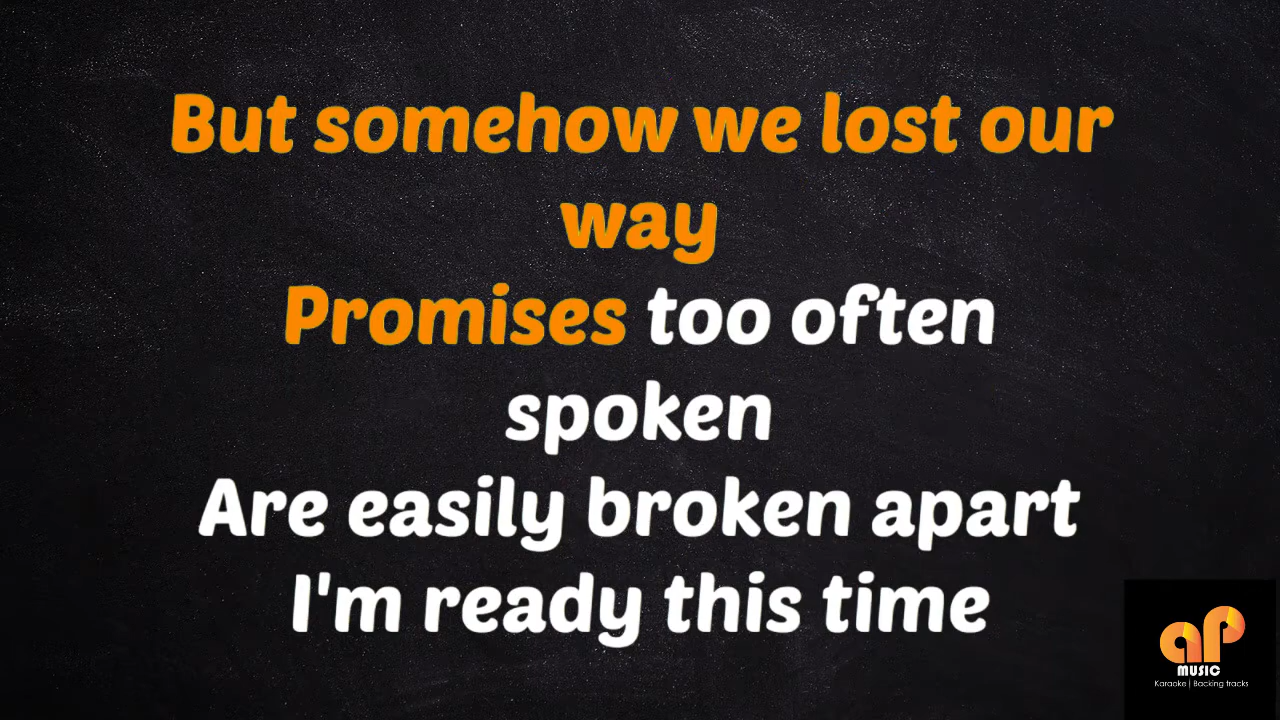 But somehow we lost our
way
Promises too often
spoken
Are easily broken apart
I'm ready this time
ap
MUSIC
Karaoke | Backing tracks